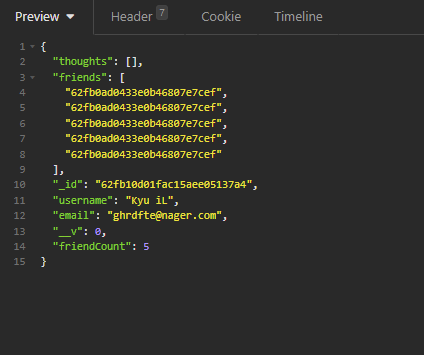 Preview Header 7 Cookie Timeline
1 {
2 "thoughts": [],
3 "friends": [
4 "62fb0ad0433e0b46807e7cef",
5 "62fb0ad0433e0b46807e7cef",
6 "62fb0ad0433e0b46807e7cef",
7 "62fb0ad0433e0b46807e7cef",
8 "62fb0ad0433e0b46807e7cef"
9 ],
10 "_id": "62fb10d01fac15aee05137a4",
11 "username": "Kyu iL",
12 "email": "ghrdfte@nager.com",
13 "__v": 0,
14 "friendCount": 5
15 }